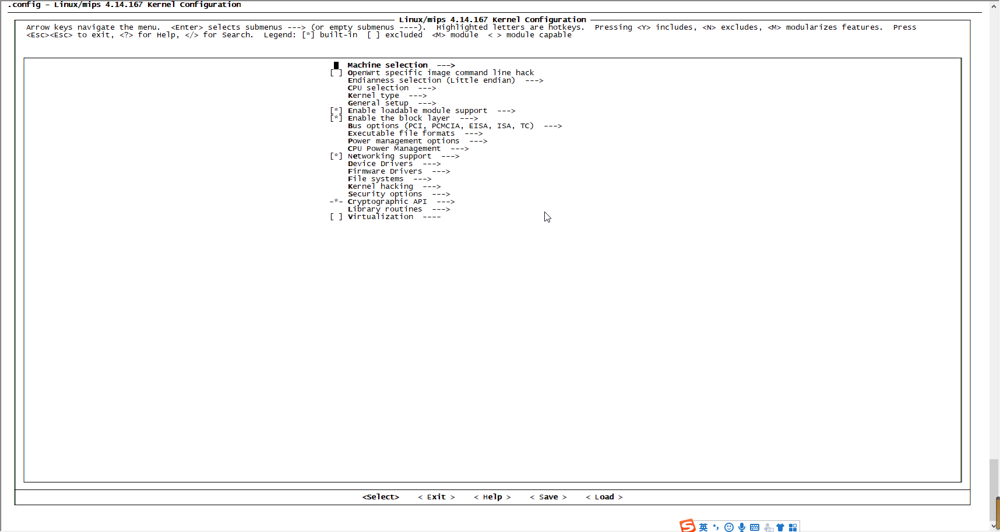 .config - Linux/mips 4.14.167 Kernel Configuration
Linux/mips 4.14.167 Kernel Configuration
Arrow keys navigate the menu.  <Enter> selects submenus ---> (or empty submenus ----).  Highlighted letters are hotkeys.  Pressing <Y> includes, <N> excludes, <M> modularizes features.  Press
<Esc><Esc> to exit, <?> for Help, </> for Search.  Legend: [*] built-in  [ ] excluded  <M> module  < > module capable
Machine selection  --->
[ ] OpenWrt specific image command line hack
Endianness selection (Little endian)  --->
CPU selection  --->
Kernel type  --->
General setup  --->
[*] Enable loadable module support  --->
[*] Enable the block layer  --->
Bus options (PCI, PCMCIA, EISA, ISA, TC)  --->
Executable file formats  --->
Power management options  --->
CPU Power Management  --->
[*] Networking support  --->
Device Drivers  --->
Firmware Drivers  --->
File systems  --->
Kernel hacking  --->
Security options  --->
-*- Cryptographic API  --->
Library routines  --->
[ ] Virtualization  ----
<Select>    < Exit >    < Help >    < Save >    < Load >
S 英